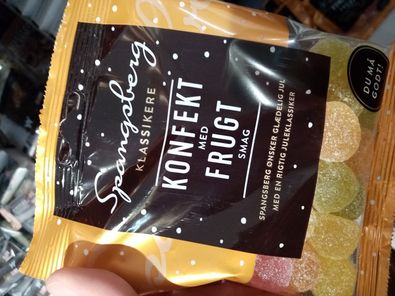 Spangsberg
KLASSIKERE
KONFEKT
MED
FRUGT
SMAG
SPANGSBERG ØNSKER GLÆDELIG JUL
MED EN RIGTIG JULEKLASSIKER
DU MÅ
GODT!